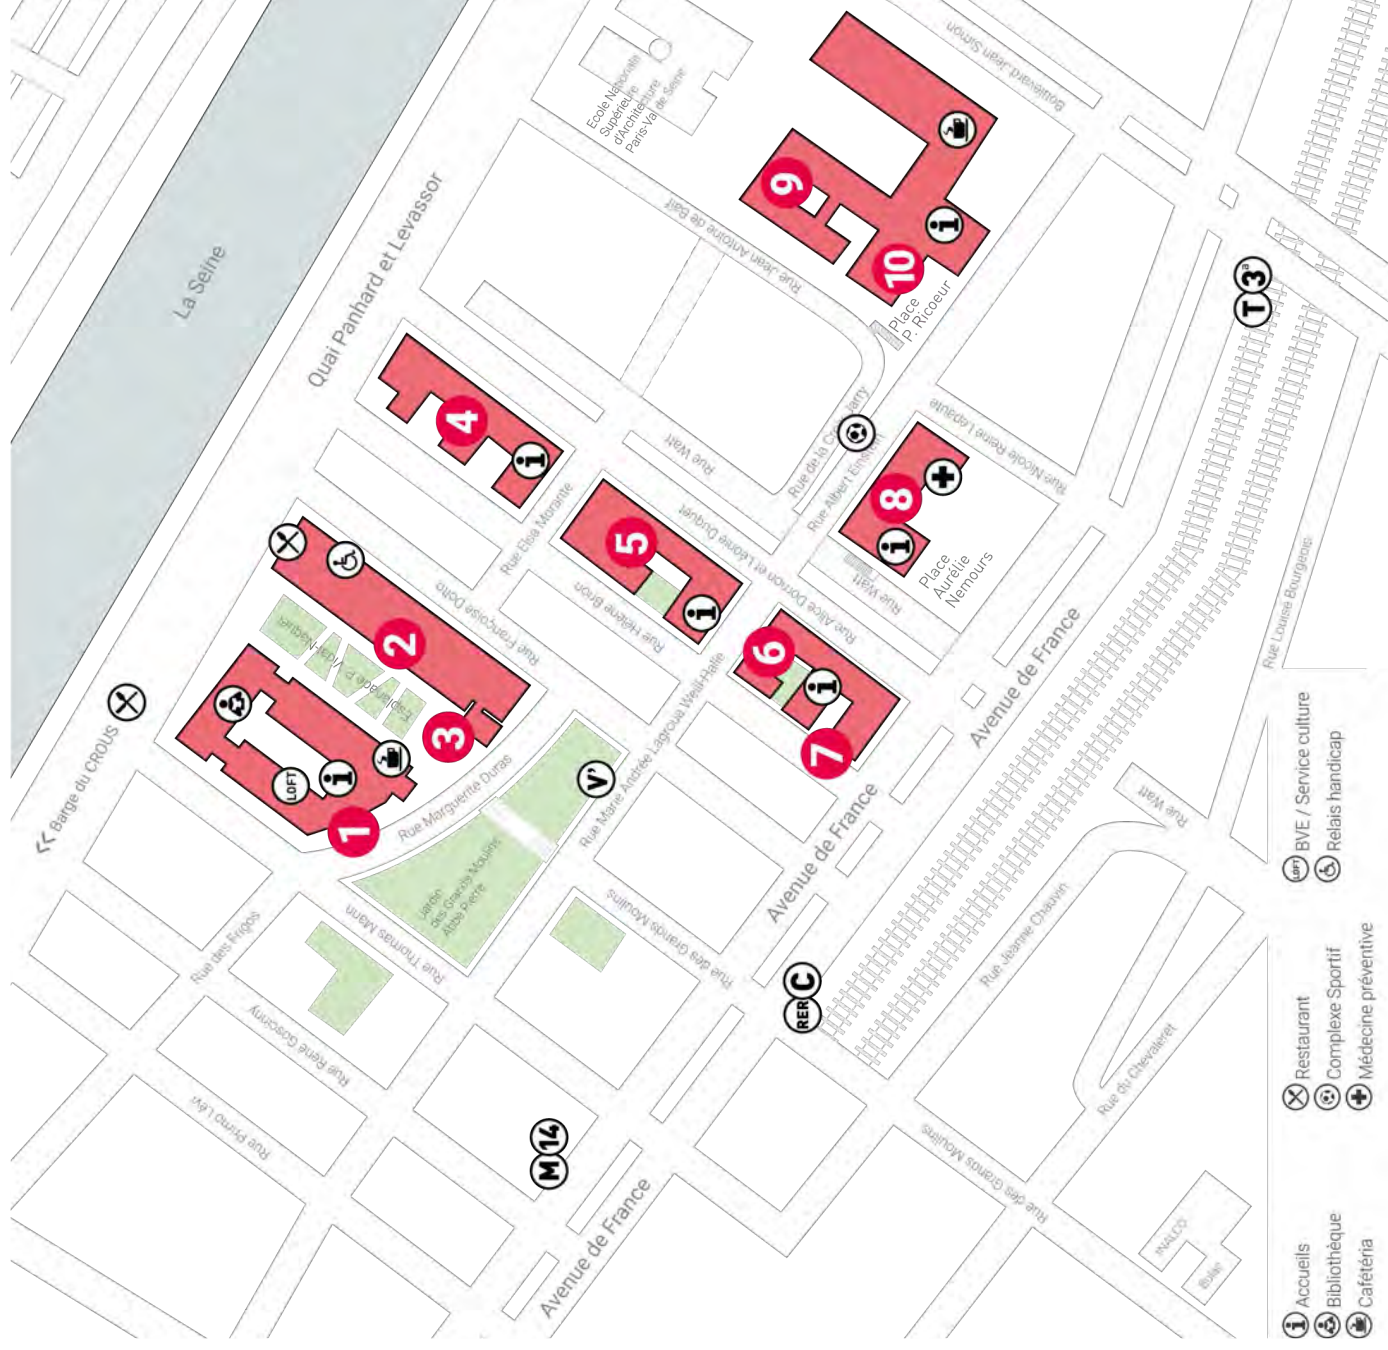 La Seine
Quai Panhard et Levassor
Barge du CROUS
Ecole Nationale
Supérieure
d'Architecture
Paris-Val de Seine
Boulevard Jean Simon
Rue Jean Antoine de Baïf
9
10
Place
P. Ricoeur
4
Rue Elsa Morante
Rue Watt
Rue de la Croix Jarry
Rue Albert Einstein
Rue Nicole Reine Lepaute
8
Place
Aurélie
Nemours
Rue Watt
5
Rue Hélène Brion
Rue Alice Domon et Léonie Duquet
Rue Alice
6
7
2
3
Esplanade P. Vidal-Naquet
Rue Françoise Dolto
LOFT
1
Rue Marguerite Duras
Jardin
des Grands Moulins
Abbé Pierre
V'
Rue Marie Andrée Lagroua Weill-Hallé
Rue Thomas Mann
Rue des Frigos
Rue René Goscinny
Rue Primo Lévi
Rue des Grands Moulins
Avenue de France
Avenue de France
Avenue de France
T 3a
RER C
M 14
Rue Louise Bourgeois
Rue Watt
Rue Jeanne Chauvin
Rue du Chevaleret
Rue des Grands Moulins
INALCO
Bulac
Accueils
Bibliothèque
Cafétéria
Restaurant
Complexe Sportif
Médecine préventive
LOFT BVE / Service culture
Relais handicap